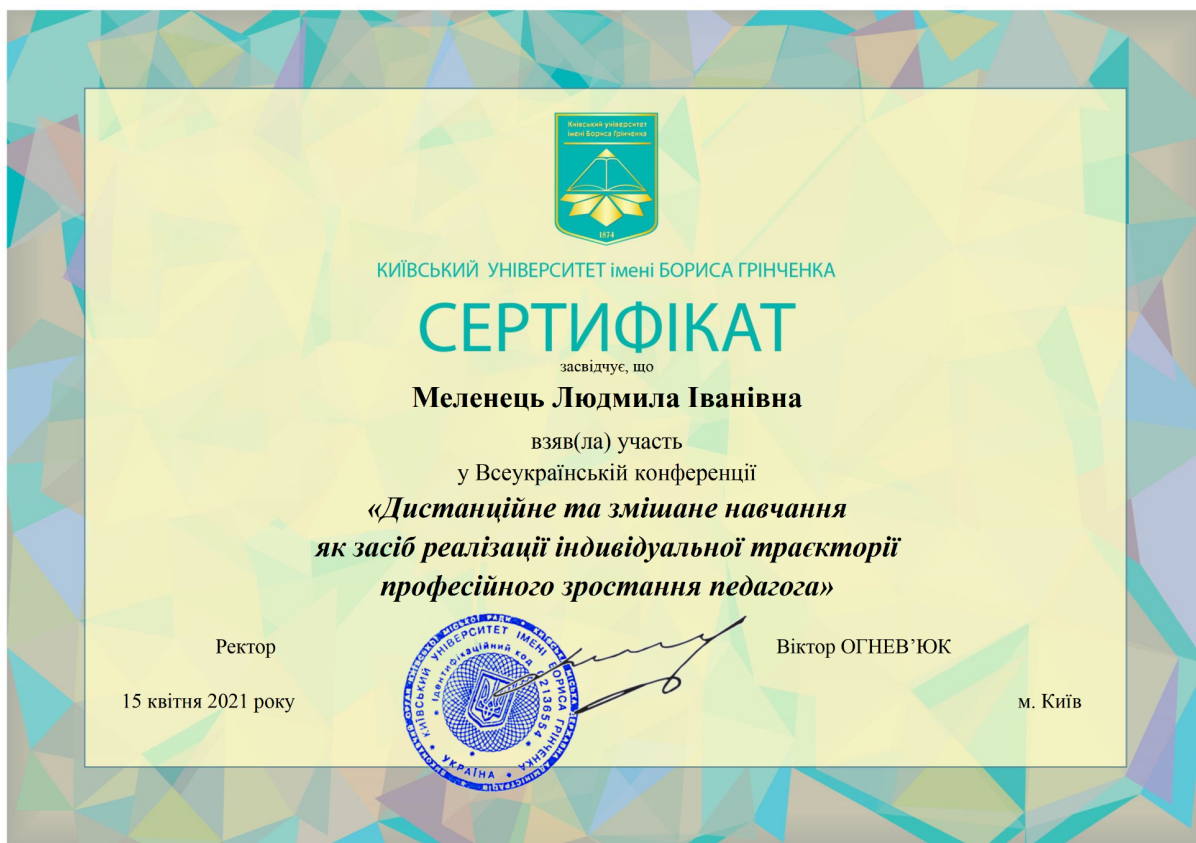 Київський університет
імені Бориса Грінченка
1874
КИЇВСЬКИЙ УНІВЕРСИТЕТ імені БОРИСА ГРІНЧЕНКА
СЕРТИФІКАТ
засвідчує, що
Меленець Людмила Іванівна
взяв(ла) участь
у Всеукраїнській конференції
«Дистанційне та змішане навчання
як засіб реалізації індивідуальної траєкторії
професійного зростання педагога»
Ректор
Віктор ОГНЕВ’ЮК
КИЇВСЬКИЙ УНІВЕРСИТЕТ ІМЕНІ БОРИСА ГРІНЧЕНКА
Ідентифікаційний код 02136554
УКРАЇНА
15 квітня 2021 року
м. Київ